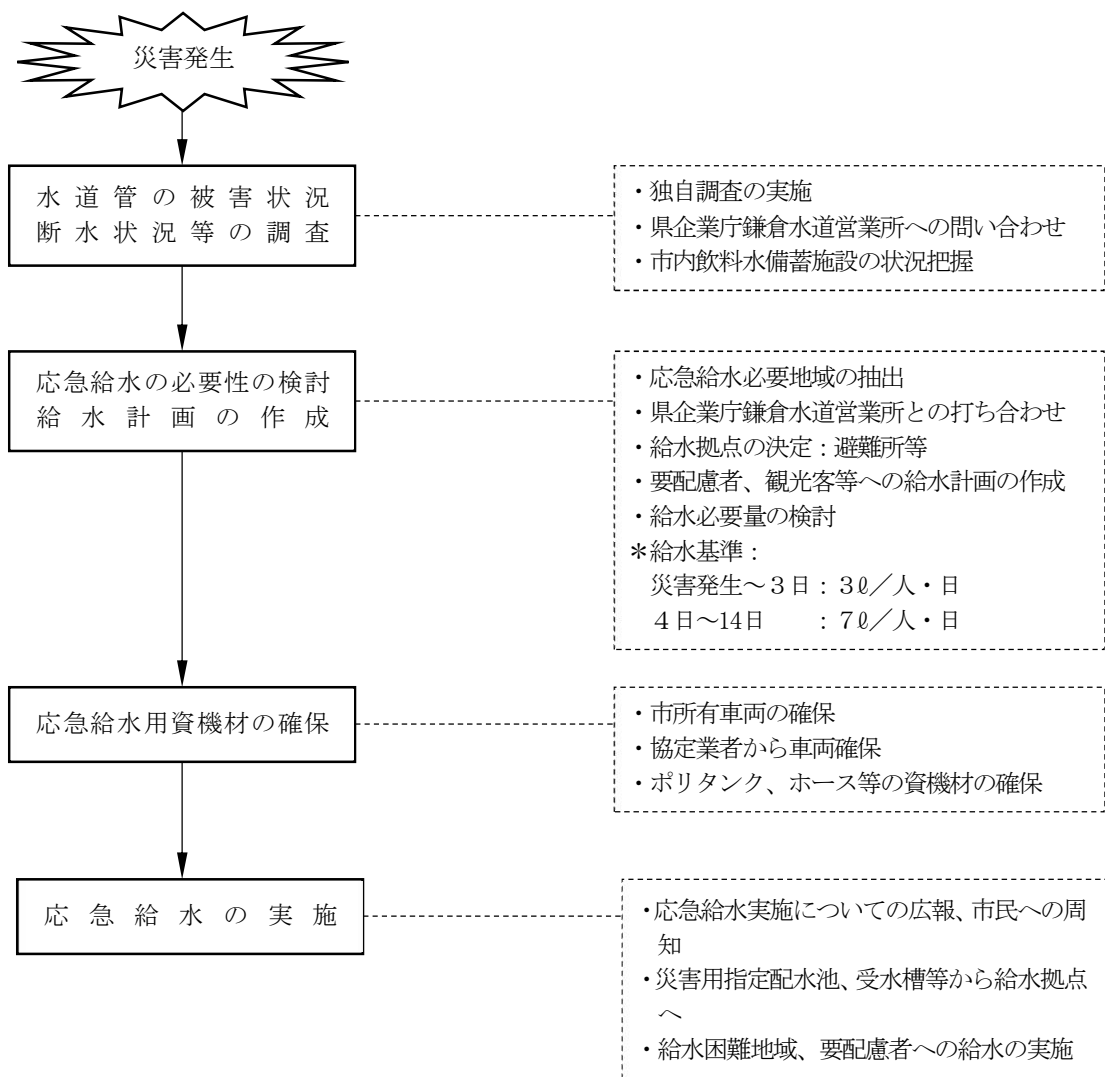 災害発生
水道管の被害状況
断水状況等の調査
・独自調査の実施
・県企業庁鎌倉水道営業所への問い合わせ
・市内飲料水備蓄施設の状況把握
応急給水の必要性の検討
給水計画の作成
・応急給水必要地域の抽出
・県企業庁鎌倉水道営業所との打ち合わせ
・給水拠点の決定：避難所等
・要配慮者、観光客等への給水計画の作成
・給水必要量の検討
＊給水基準：
災害発生～３日：３ℓ／人・日
４日～14日　　：７ℓ／人・日
応急給水用資機材の確保
・市所有車両の確保
・協定業者から車両確保
・ポリタンク、ホース等の資機材の確保
応急給水の実施
・応急給水実施についての広報、市民への周
知
・災害用指定配水池、受水槽等から給水拠点
へ
・給水困難地域、要配慮者への給水の実施